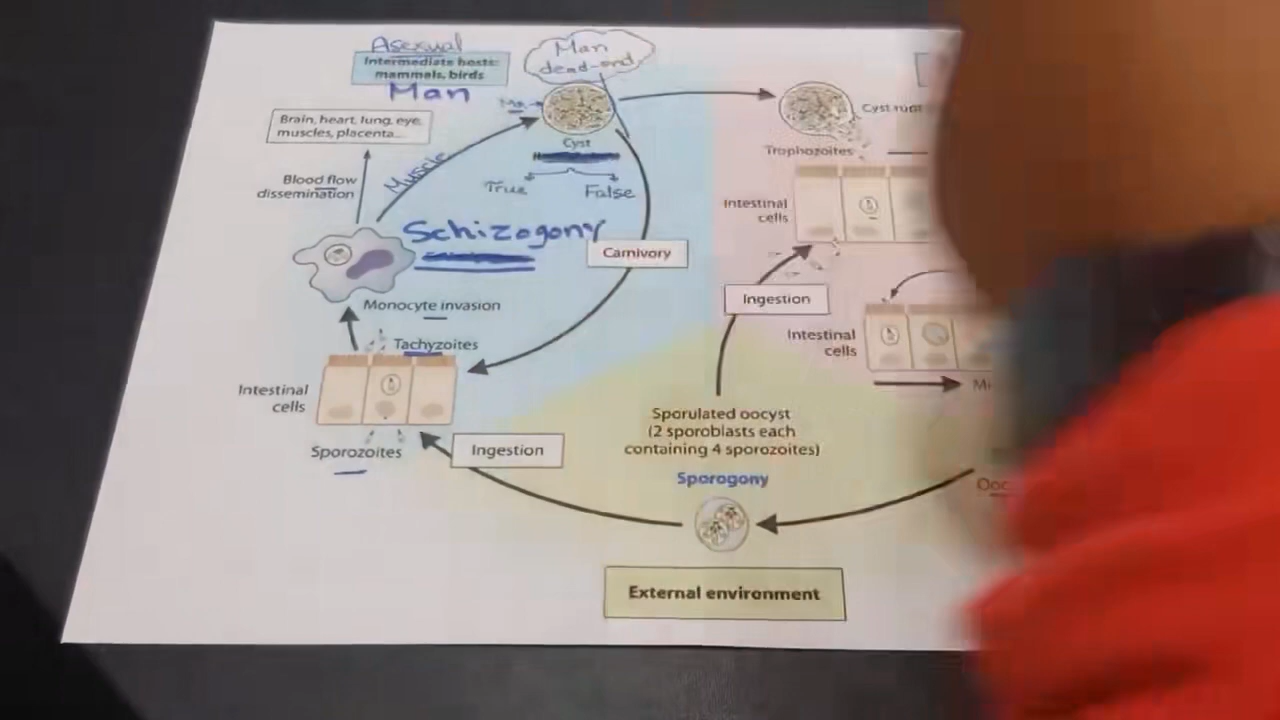 Asexual
Intermediate hosts:
mammals, birds
Man
Man
dead-end
Brain, heart, lung, eye,
muscles, placenta...
Cyst
True
False
Muscle
Blood flow
dissemination
Schizogony
Carnivory
Monocyte invasion
Tachyzoites
Intestinal
cells
Sporozoites
Ingestion
Cyst
Trophozoites
Intestinal
cells
Ingestion
Intestinal
cells
Sporulated oocyst
(2 sporoblasts each
containing 4 sporozoites)
Sporogony
External environment